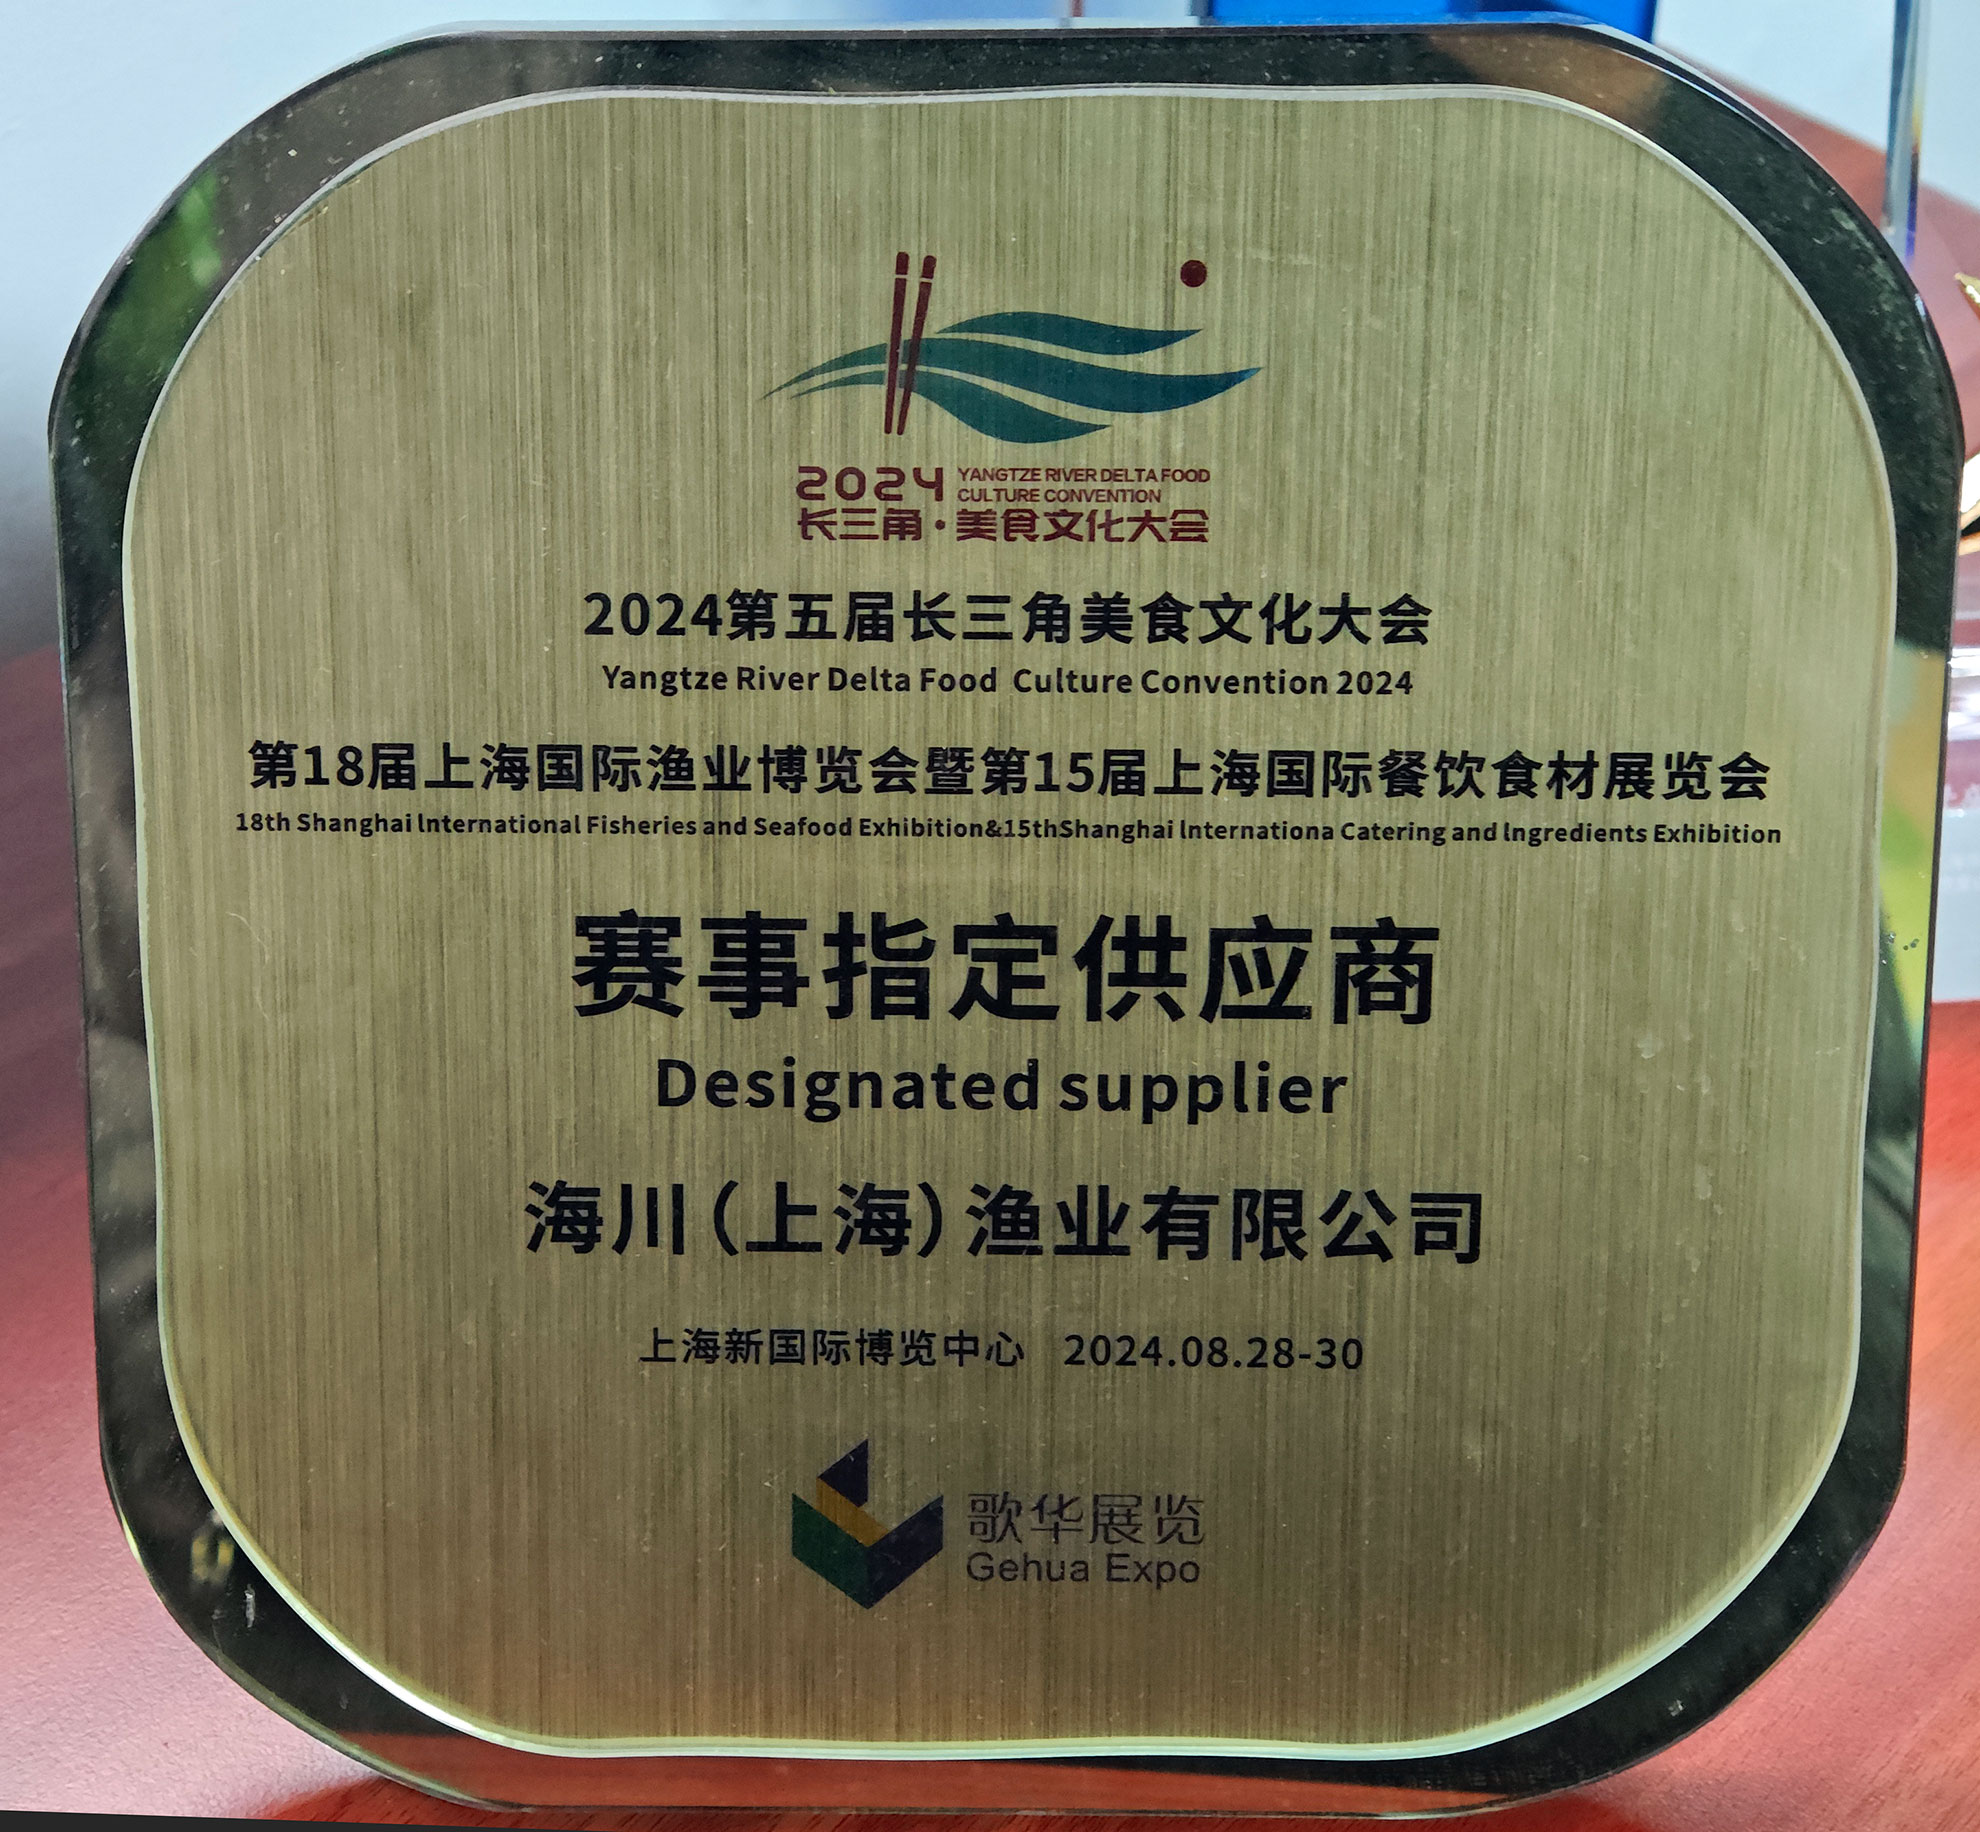 2024 YANGTZE RIVER DELTA FOOD
CULTURE CONVENTION
长三角·美食文化大会
2024第五届长三角美食文化大会
Yangtze River Delta Food Culture Convention 2024
第18届上海国际渔业博览会暨第15届上海国际餐饮食材展览会
18th Shanghai International Fisheries and Seafood Exhibition&15thShanghai Internationa Catering and Ingredients Exhibition
赛事指定供应商
Designated supplier
海川（上海）渔业有限公司
上海新国际博览中心 2024.08.28-30
歌华展览
Gehua Expo